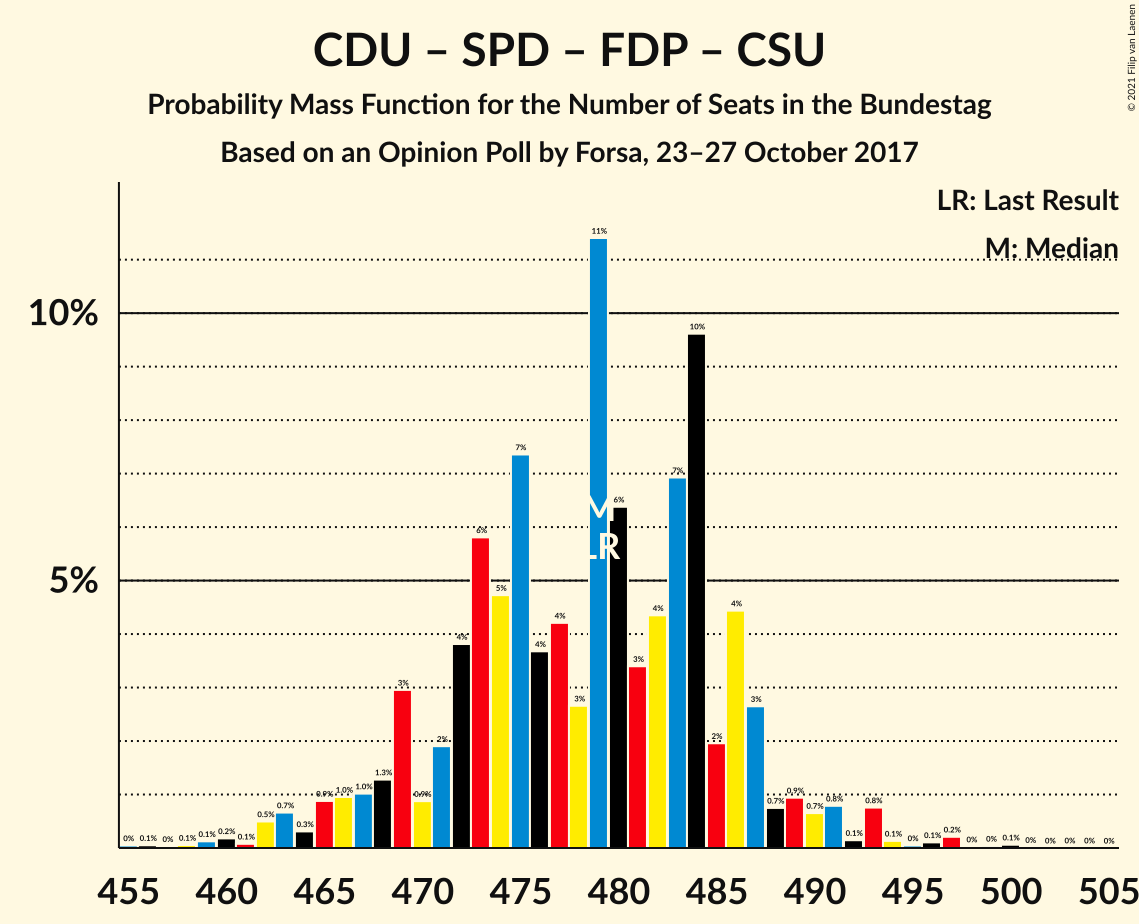 CDU – SPD – FDP – CSU
Probability Mass Function for the Number of Seats in the Bundestag
Based on an Opinion Poll by Forsa, 23–27 October 2017
© 2021 Filip van Laenen
LR: Last Result
M: Median
10%
5%
0% 0.1% 0% 0.1% 0.1% 0.2% 0.1% 0.5% 0.7% 0.3% 0.9% 1.0% 1.0% 1.3% 3% 0.9% 2% 4% 6% 5% 7% 4% 4% 3% 11% 6% 3% 4% 7% 10% 2% 4% 3% 0.7% 0.9% 0.7% 0.8% 0.1% 0.8% 0.1% 0% 0.1% 0.2% 0% 0% 0.1% 0% 0% 0% 0% 0%
M
LR
455 460 465 470 475 480 485 490 495 500 505